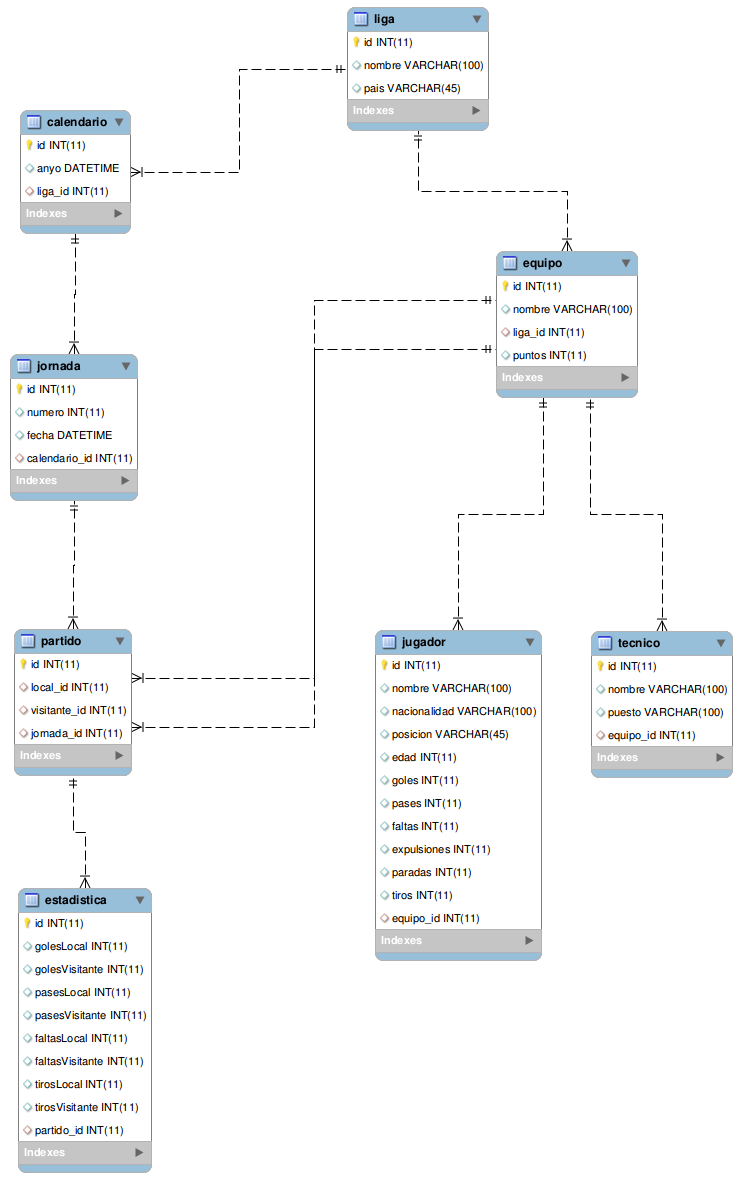 liga
id INT(11)
nombre VARCHAR(100)
pais VARCHAR(45)
Indexes
calendario
id INT(11)
anyo DATETIME
liga_id INT(11)
Indexes
equipo
id INT(11)
nombre VARCHAR(100)
liga_id INT(11)
puntos INT(11)
Indexes
jornada
id INT(11)
numero INT(11)
fecha DATETIME
calendario_id INT(11)
Indexes
partido
id INT(11)
local_id INT(11)
visitante_id INT(11)
jornada_id INT(11)
Indexes
jugador
id INT(11)
nombre VARCHAR(100)
nacionalidad VARCHAR(100)
posicion VARCHAR(45)
edad INT(11)
goles INT(11)
pases INT(11)
faltas INT(11)
expulsiones INT(11)
paradas INT(11)
tiros INT(11)
equipo_id INT(11)
Indexes
tecnico
id INT(11)
nombre VARCHAR(100)
puesto VARCHAR(100)
equipo_id INT(11)
Indexes
estadistica
id INT(11)
golesLocal INT(11)
golesVisitante INT(11)
pasesLocal INT(11)
pasesVisitante INT(11)
faltasLocal INT(11)
faltasVisitante INT(11)
tirosLocal INT(11)
tirosVisitante INT(11)
partido_id INT(11)
Indexes